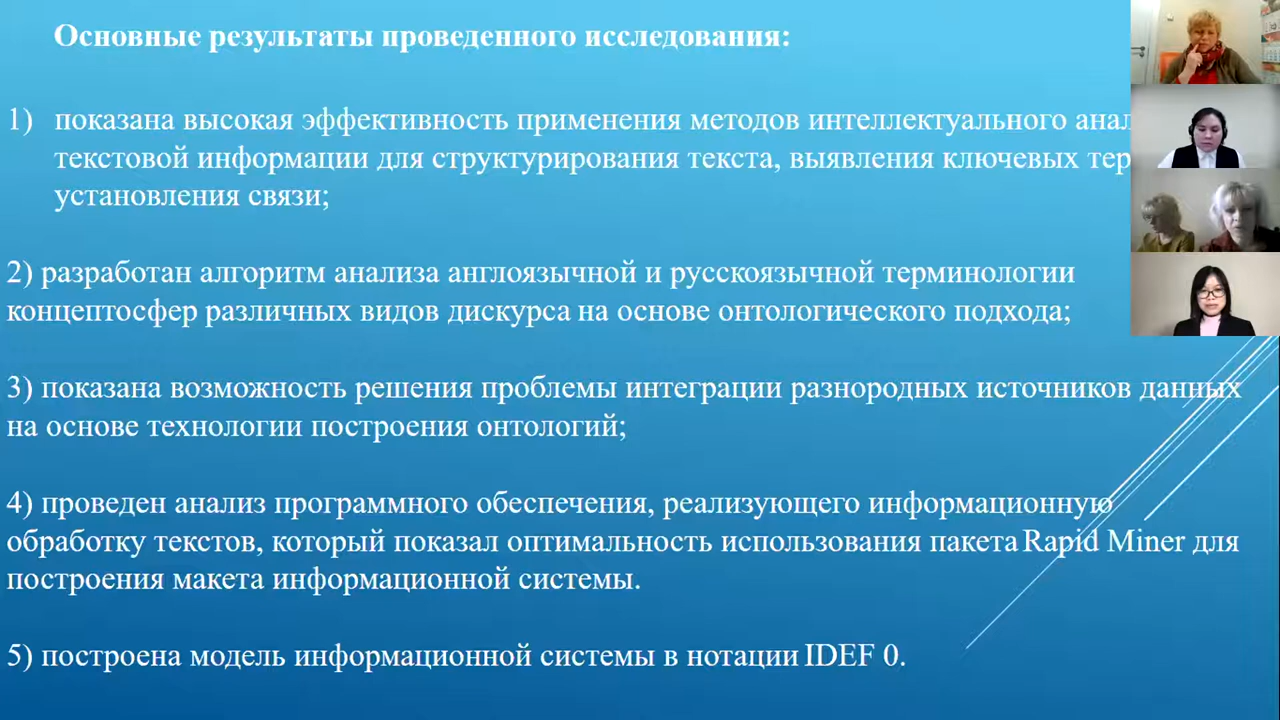 Основные результаты проведенного исследования:
1) показана высокая эффективность применения методов интеллектуального
текстовой информации для структурирования текста, выявления ключевых
установления связи;
2) разработан алгоритм анализа англоязычной и русскоязычной терминологии
концептосфер различных видов дискурса на основе онтологического подхода;
3) показана возможность решения проблемы интеграции разнородных источников данных
на основе технологии построения онтологий;
4) проведен анализ программного обеспечения, реализующего информационную
обработку текстов, который показал оптимальность использования пакета Rapid Miner для
построения макета информационной системы.
5) построена модель информационной системы в нотации IDEF 0.